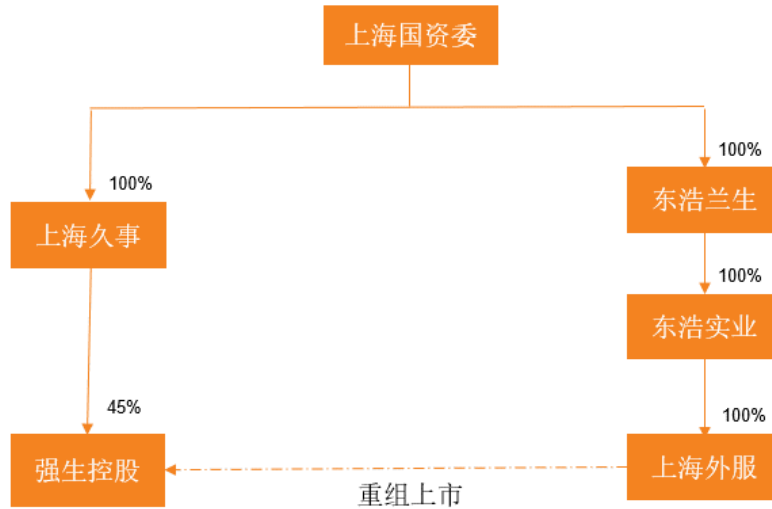 上海国资委
100%
100%
上海久事
东浩兰生
100%
东浩实业
45%
100%
强生控股
上海外服
重组上市